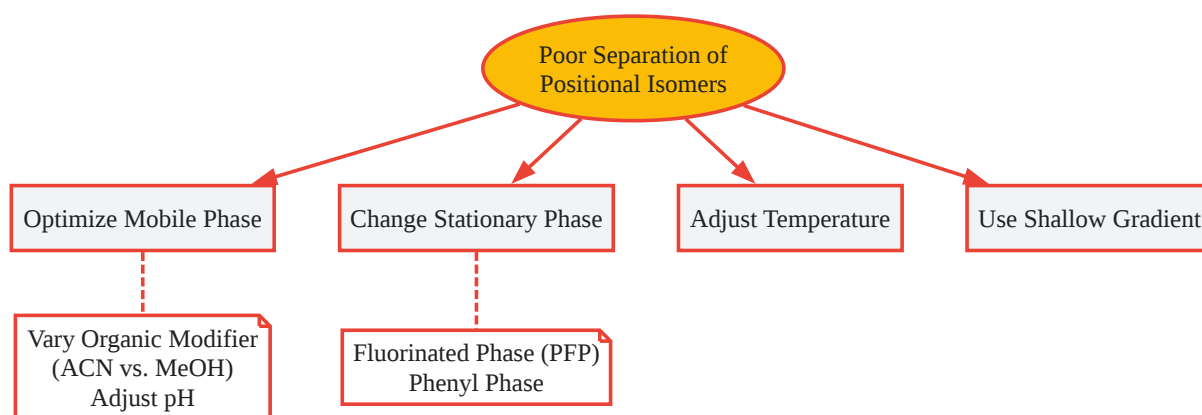 Poor Separation of
Positional Isomers
Optimize Mobile Phase
Change Stationary Phase
Adjust Temperature
Use Shallow Gradient
Vary Organic Modifier
(ACN vs. MeOH)
Adjust pH
Fluorinated Phase (PFP)
Phenyl Phase